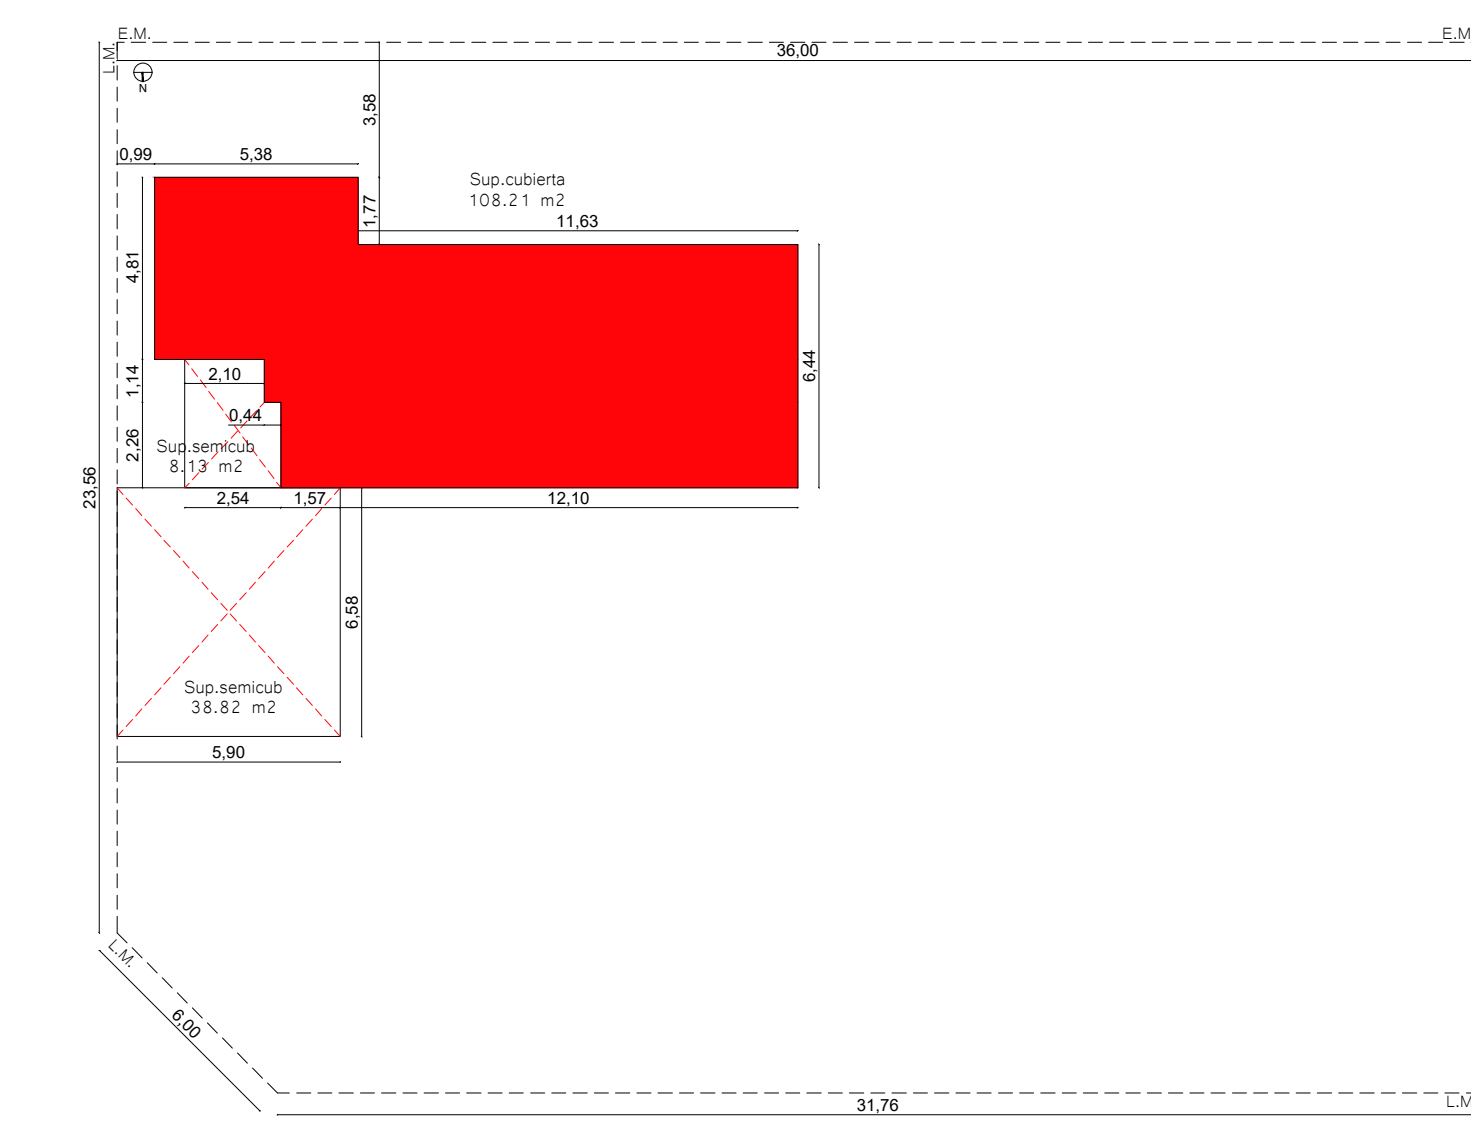 E.M.
E.M
L.M.
36,00
N
3,58
0,99
5,38
Sup.cubierta
108.21 m2
1,77
11,63
4,81
6,44
1,14
2,10
0,44
2,26
Sup.semicub
8.13 m2
23,56
2,54
1,57
12,10
6,58
Sup.semicub
38.82 m2
5,90
L.M.
6,00
31,76
L.M